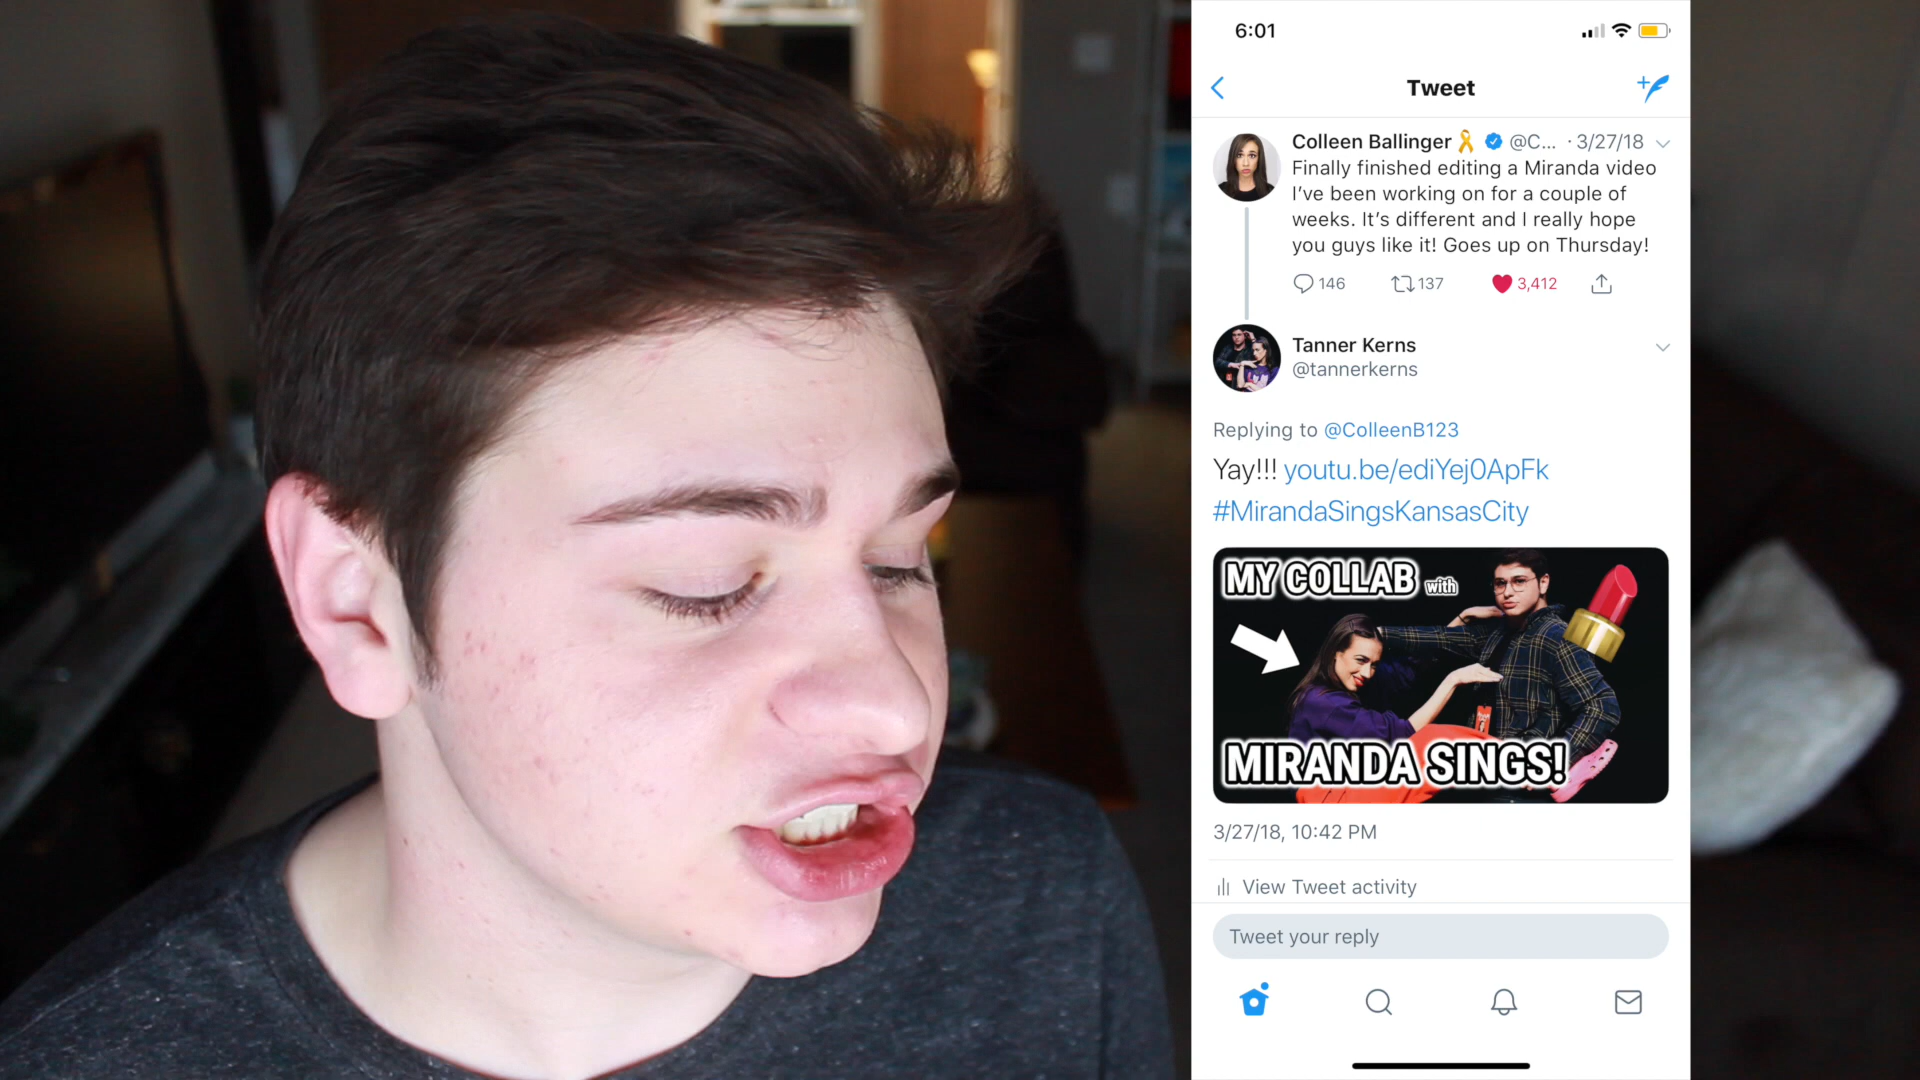 6:01
Tweet
Colleen Ballinger @C... · 3/27/18
Finally finished editing a Miranda video
I've been working on for a couple of
weeks. It's different and I really hope
you guys like it! Goes up on Thursday!
146 137 3,412
Tanner Kerns
@tannerkerns
Replying to @ColleenB123
Yay!!! youtu.be/ediYej0ApFk
#MirandaSingsKansasCity
MY COLLAB with
MIRANDA SINGS!
3/27/18, 10:42 PM
View Tweet activity
Tweet your reply